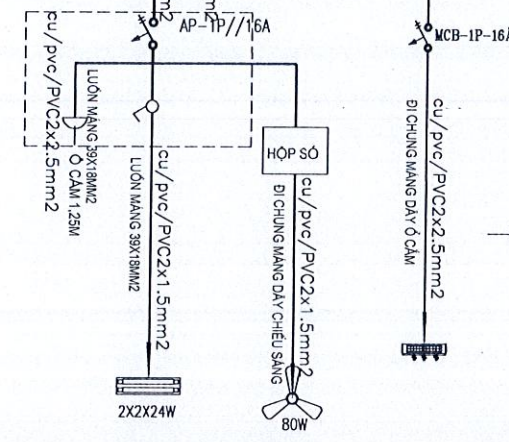 mm2
mm2
AP-1P//16A
MCB-1P-16A
cu/pvc/PVC2x2.5mm2
LUỒN MÁNG 39X18MM2
Ổ CẮM 1.25M
cu/pvc/PVC2x1.5mm2
LUỒN MÁNG 39X18MM2
HỘP SỐ
cu/pvc/PVC2x1.5mm2
ĐI CHUNG MÁNG DÂY CHIẾU SÁNG
cu/pvc/PVC2x2.5mm2
ĐI CHUNG MÁNG DÂY Ổ CẮM
2X2X24W
80W